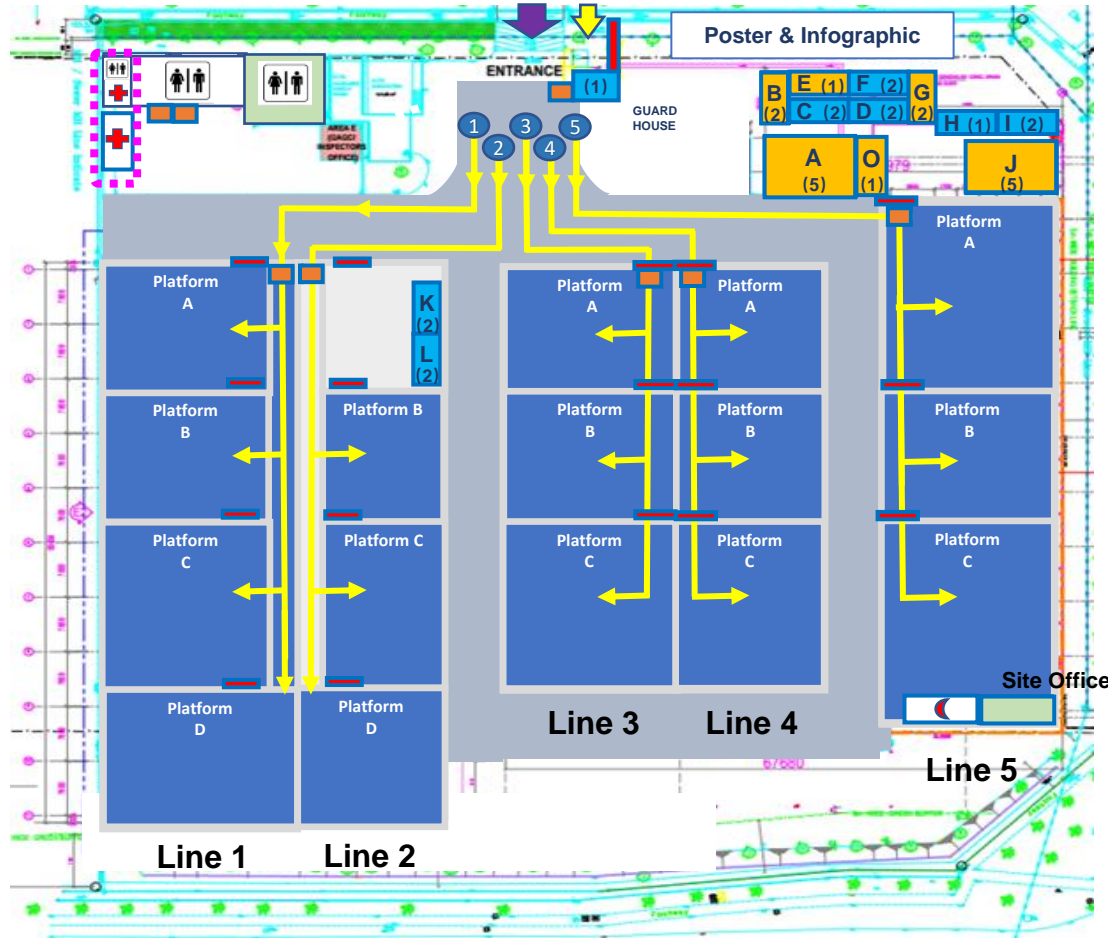 Poster & Infographic
ENTRANCE
(1)
GUARD
HOUSE
AREA E
(QAQC/
INSPECTORS
OFFICE)
B
(2)
E (1)
F (2)
G
(2)
C (2)
D (2)
H (1)
I (2)
A
(5)
O
(1)
J
(5)
1
2
3
4
5
Platform
A
K
(2)
L
(2)
Platform
A
Platform
A
Platform
A
Platform
B
Platform B
Platform
B
Platform
B
Platform
B
Platform
C
Platform C
Platform
C
Platform
C
Platform
C
Platform
D
Platform
D
Site Office
Line 3
Line 4
Line 5
67680
Line 1
Line 2